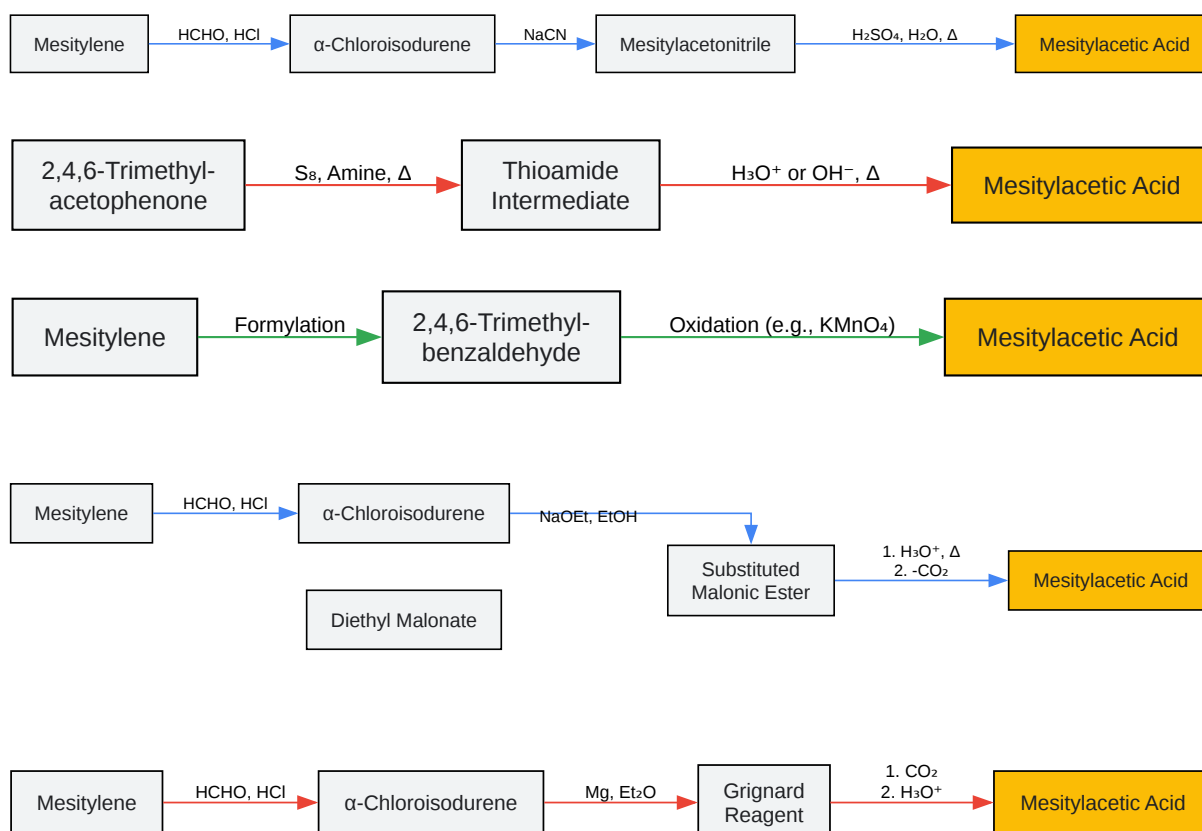 Mesitylene
HCHO, HCl
α-Chloroisodurene
NaCN
Mesitylacetonitrile
H₂SO₄, H₂O, Δ
Mesitylacetic Acid
2,4,6-Trimethyl-
acetophenone
S₈, Amine, Δ
Thioamide
Intermediate
H₃O⁺ or OH⁻, Δ
Mesitylacetic Acid
Mesitylene
Formylation
2,4,6-Trimethyl-
benzaldehyde
Oxidation (e.g., KMnO₄)
Mesitylacetic Acid
Mesitylene
HCHO, HCl
α-Chloroisodurene
NaOEt, EtOH
Diethyl Malonate
Substituted
Malonic Ester
1. H₃O⁺, Δ
2. -CO₂
Mesitylacetic Acid
Mesitylene
HCHO, HCl
α-Chloroisodurene
Mg, Et₂O
Grignard
Reagent
1. CO₂
2. H₃O⁺
Mesitylacetic Acid